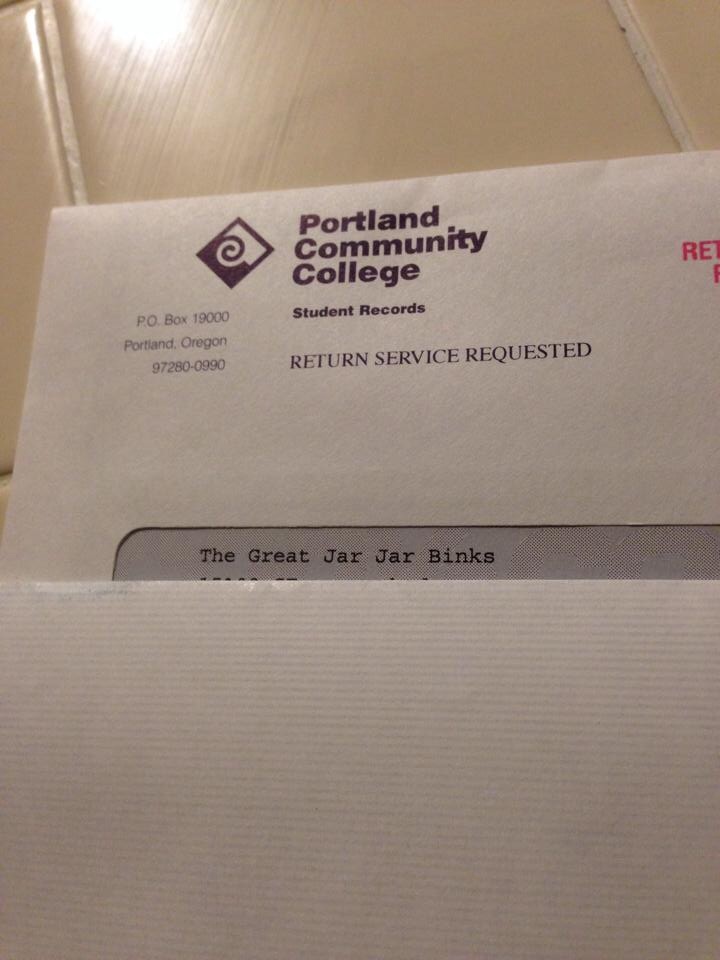 Portland
Community
College
Student Records
P.O. Box 19000
Portland, Oregon
97280-0990
RETURN SERVICE REQUESTED
RET
The Great Jar Jar Binks